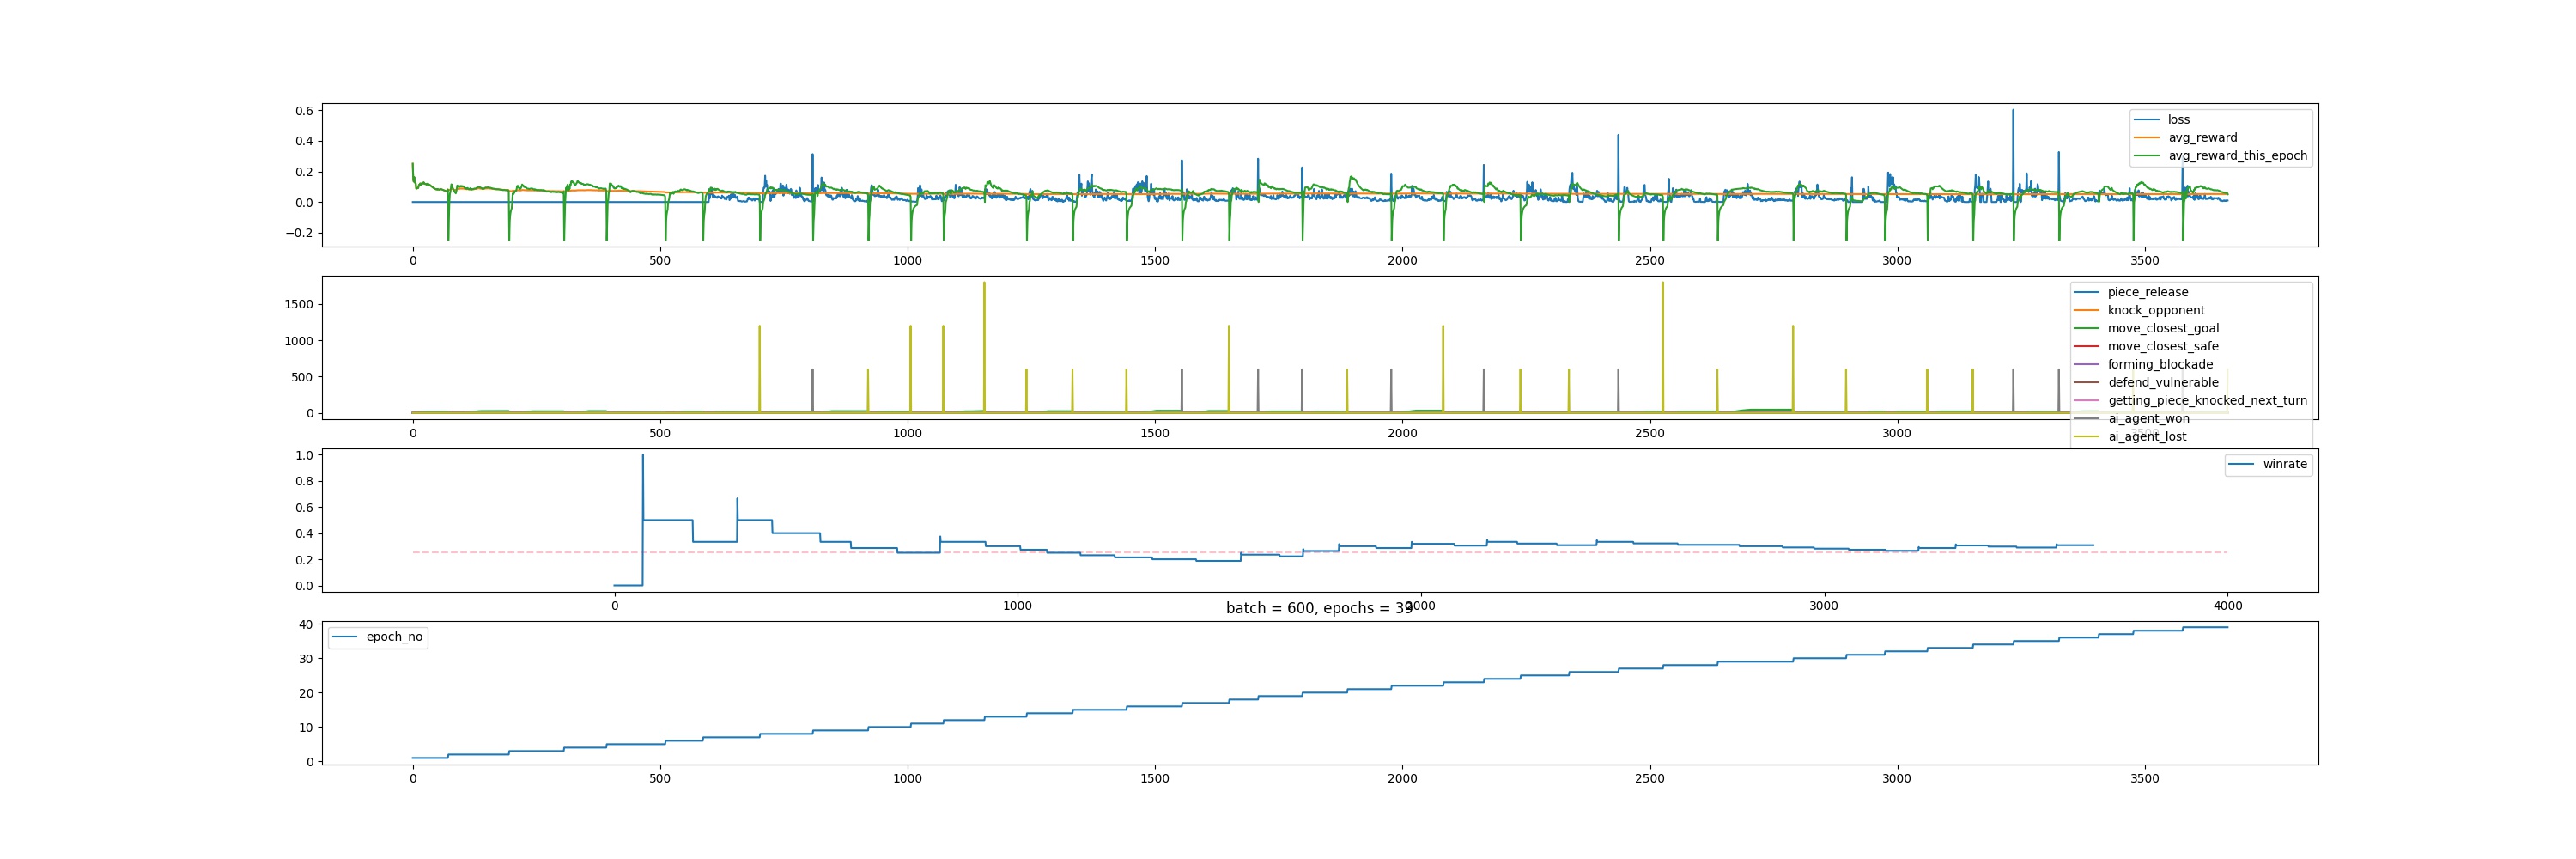 0.6
0.4
0.2
0.0
−0.2
loss
avg_reward
avg_reward_this_epoch
0 500 1000 1500 2000 2500 3000 3500
1500
1000
500
0
piece_release
knock_opponent
move_closest_goal
move_closest_safe
forming_blockade
defend_vulnerable
getting_piece_knocked_next_turn
ai_agent_won
ai_agent_lost
0 500 1000 1500 2000 2500 3000 3500
1.0
0.8
0.6
0.4
0.2
0.0
winrate
0 1000 2000 3000 4000
batch = 600, epochs = 39
40
30
20
10
0
epoch_no
0 500 1000 1500 2000 2500 3000 3500